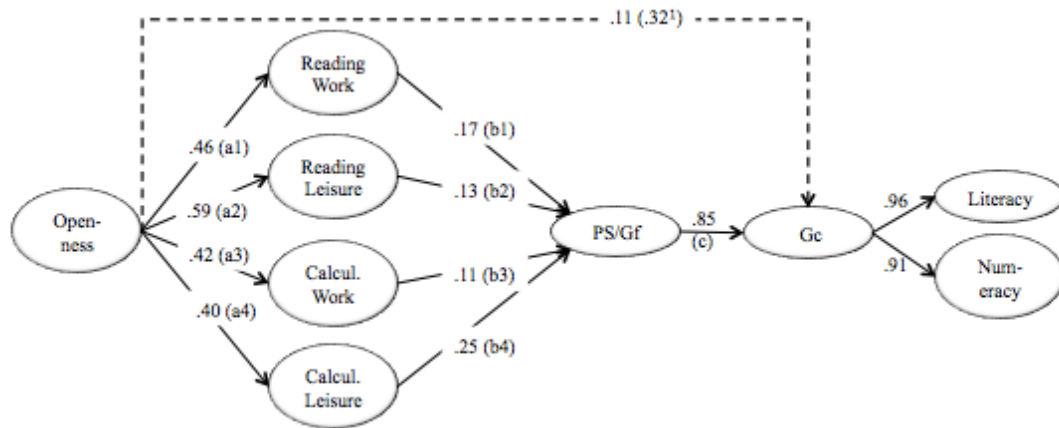 .11 (.32¹)
Reading
Work
.46 (a1)
.17 (b1)
Reading
Leisure
.59 (a2)
.13 (b2)
Open-
ness
PS/Gf
.85
(c)
Gc
.96
Literacy
.91
Num-
eracy
.42 (a3)
Calcul.
Work
.11 (b3)
.40 (a4)
.25 (b4)
Calcul.
Leisure